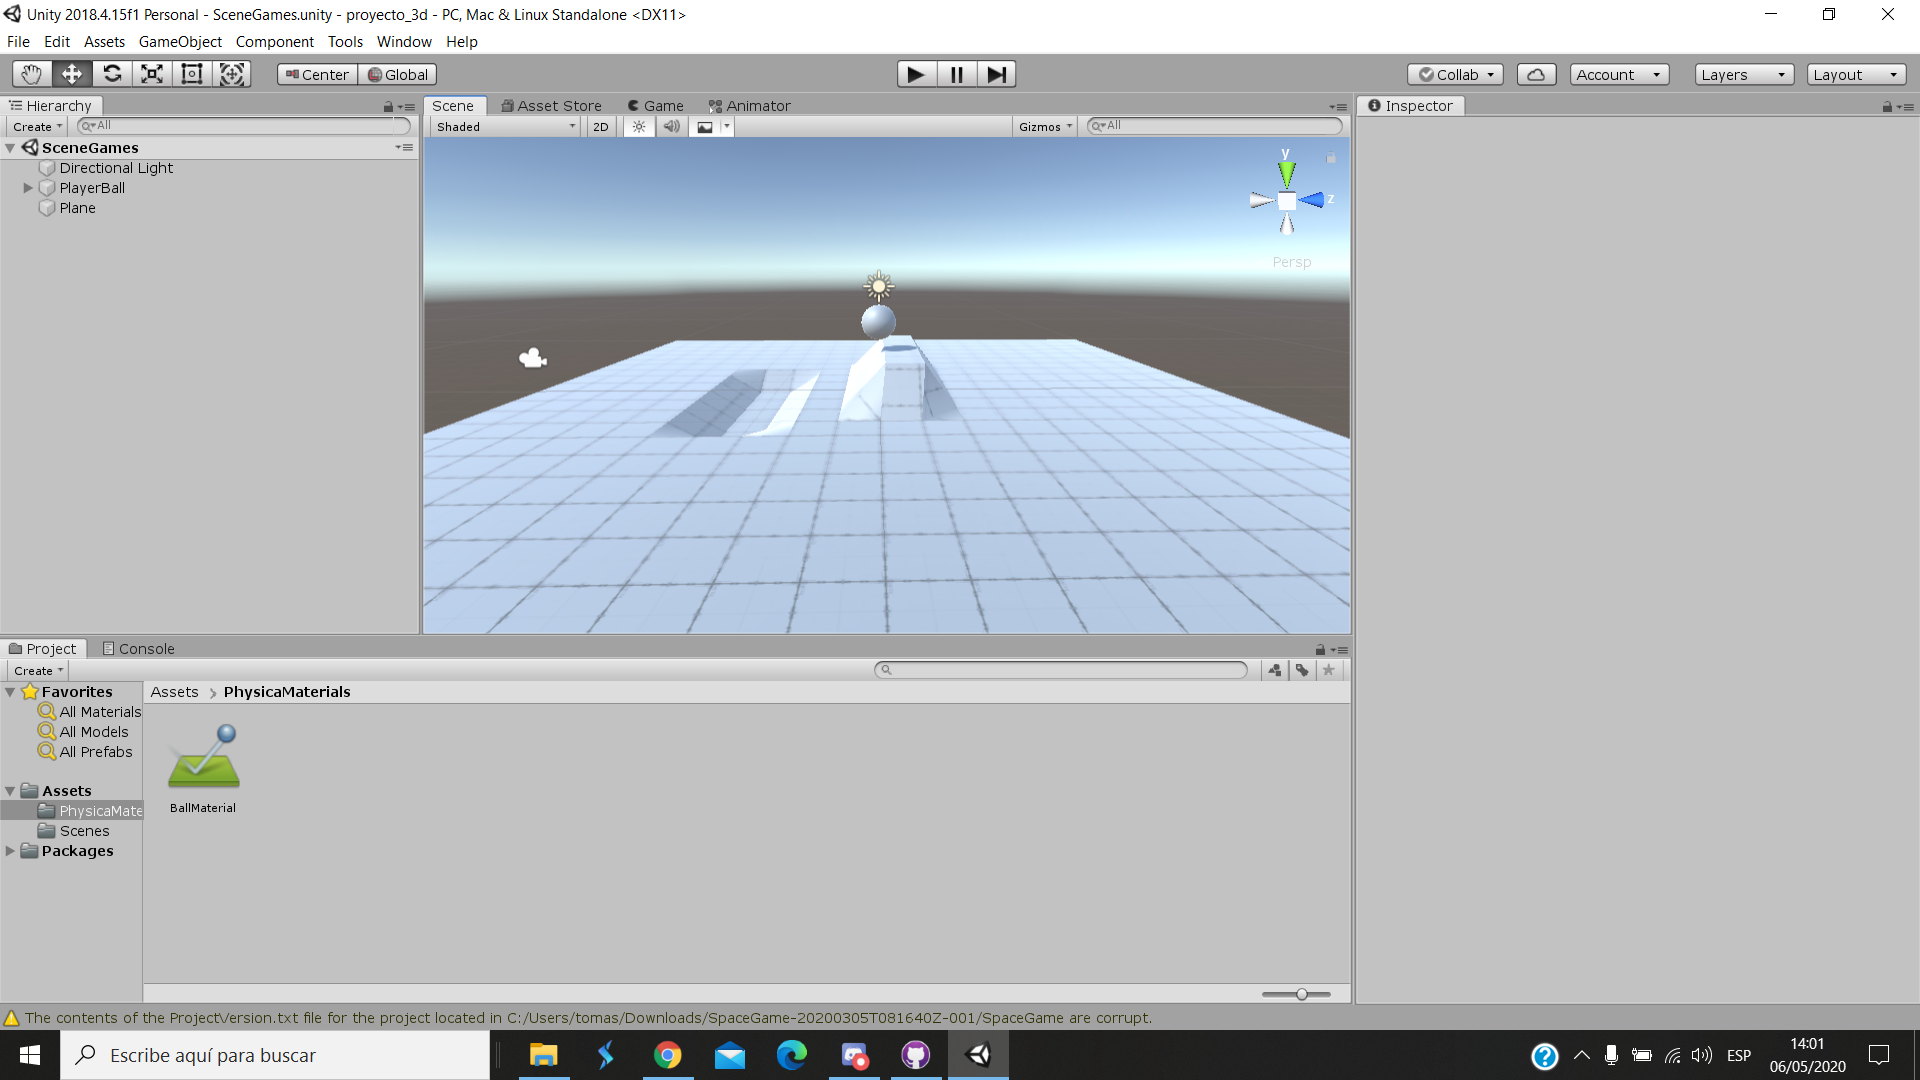 Unity 2018.4.15f1 Personal - SceneGames.unity - proyecto_3d - PC, Mac & Linux Standalone <DX11>
File Edit Assets GameObject Component Tools Window Help
Center Global Collab Account Layers Layout
Hierarchy
Create All
SceneGames
Directional Light
PlayerBall
Plane
Scene Asset Store Game Animator
Shaded 2D Gizmos All
y
z
Persp
Inspector
Project Console
Create
Favorites
All Materials
All Models
All Prefabs
Assets
PhysicaMate
Scenes
Packages
Assets > PhysicaMaterials
BallMaterial
The contents of the ProjectVersion.txt file for the project located in C:/Users/tomas/Downloads/SpaceGame-20200305T081640Z-001/SpaceGame are corrupt.
Escribe aquí para buscar
ESP
14:01
06/05/2020